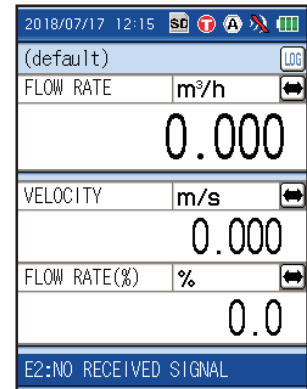 2018/07/17 12:15 SD T A
(default) LOG
FLOW RATE m³/h
0.000
VELOCITY m/s
0.000
FLOW RATE(%) %
0.0
E2:NO RECEIVED SIGNAL